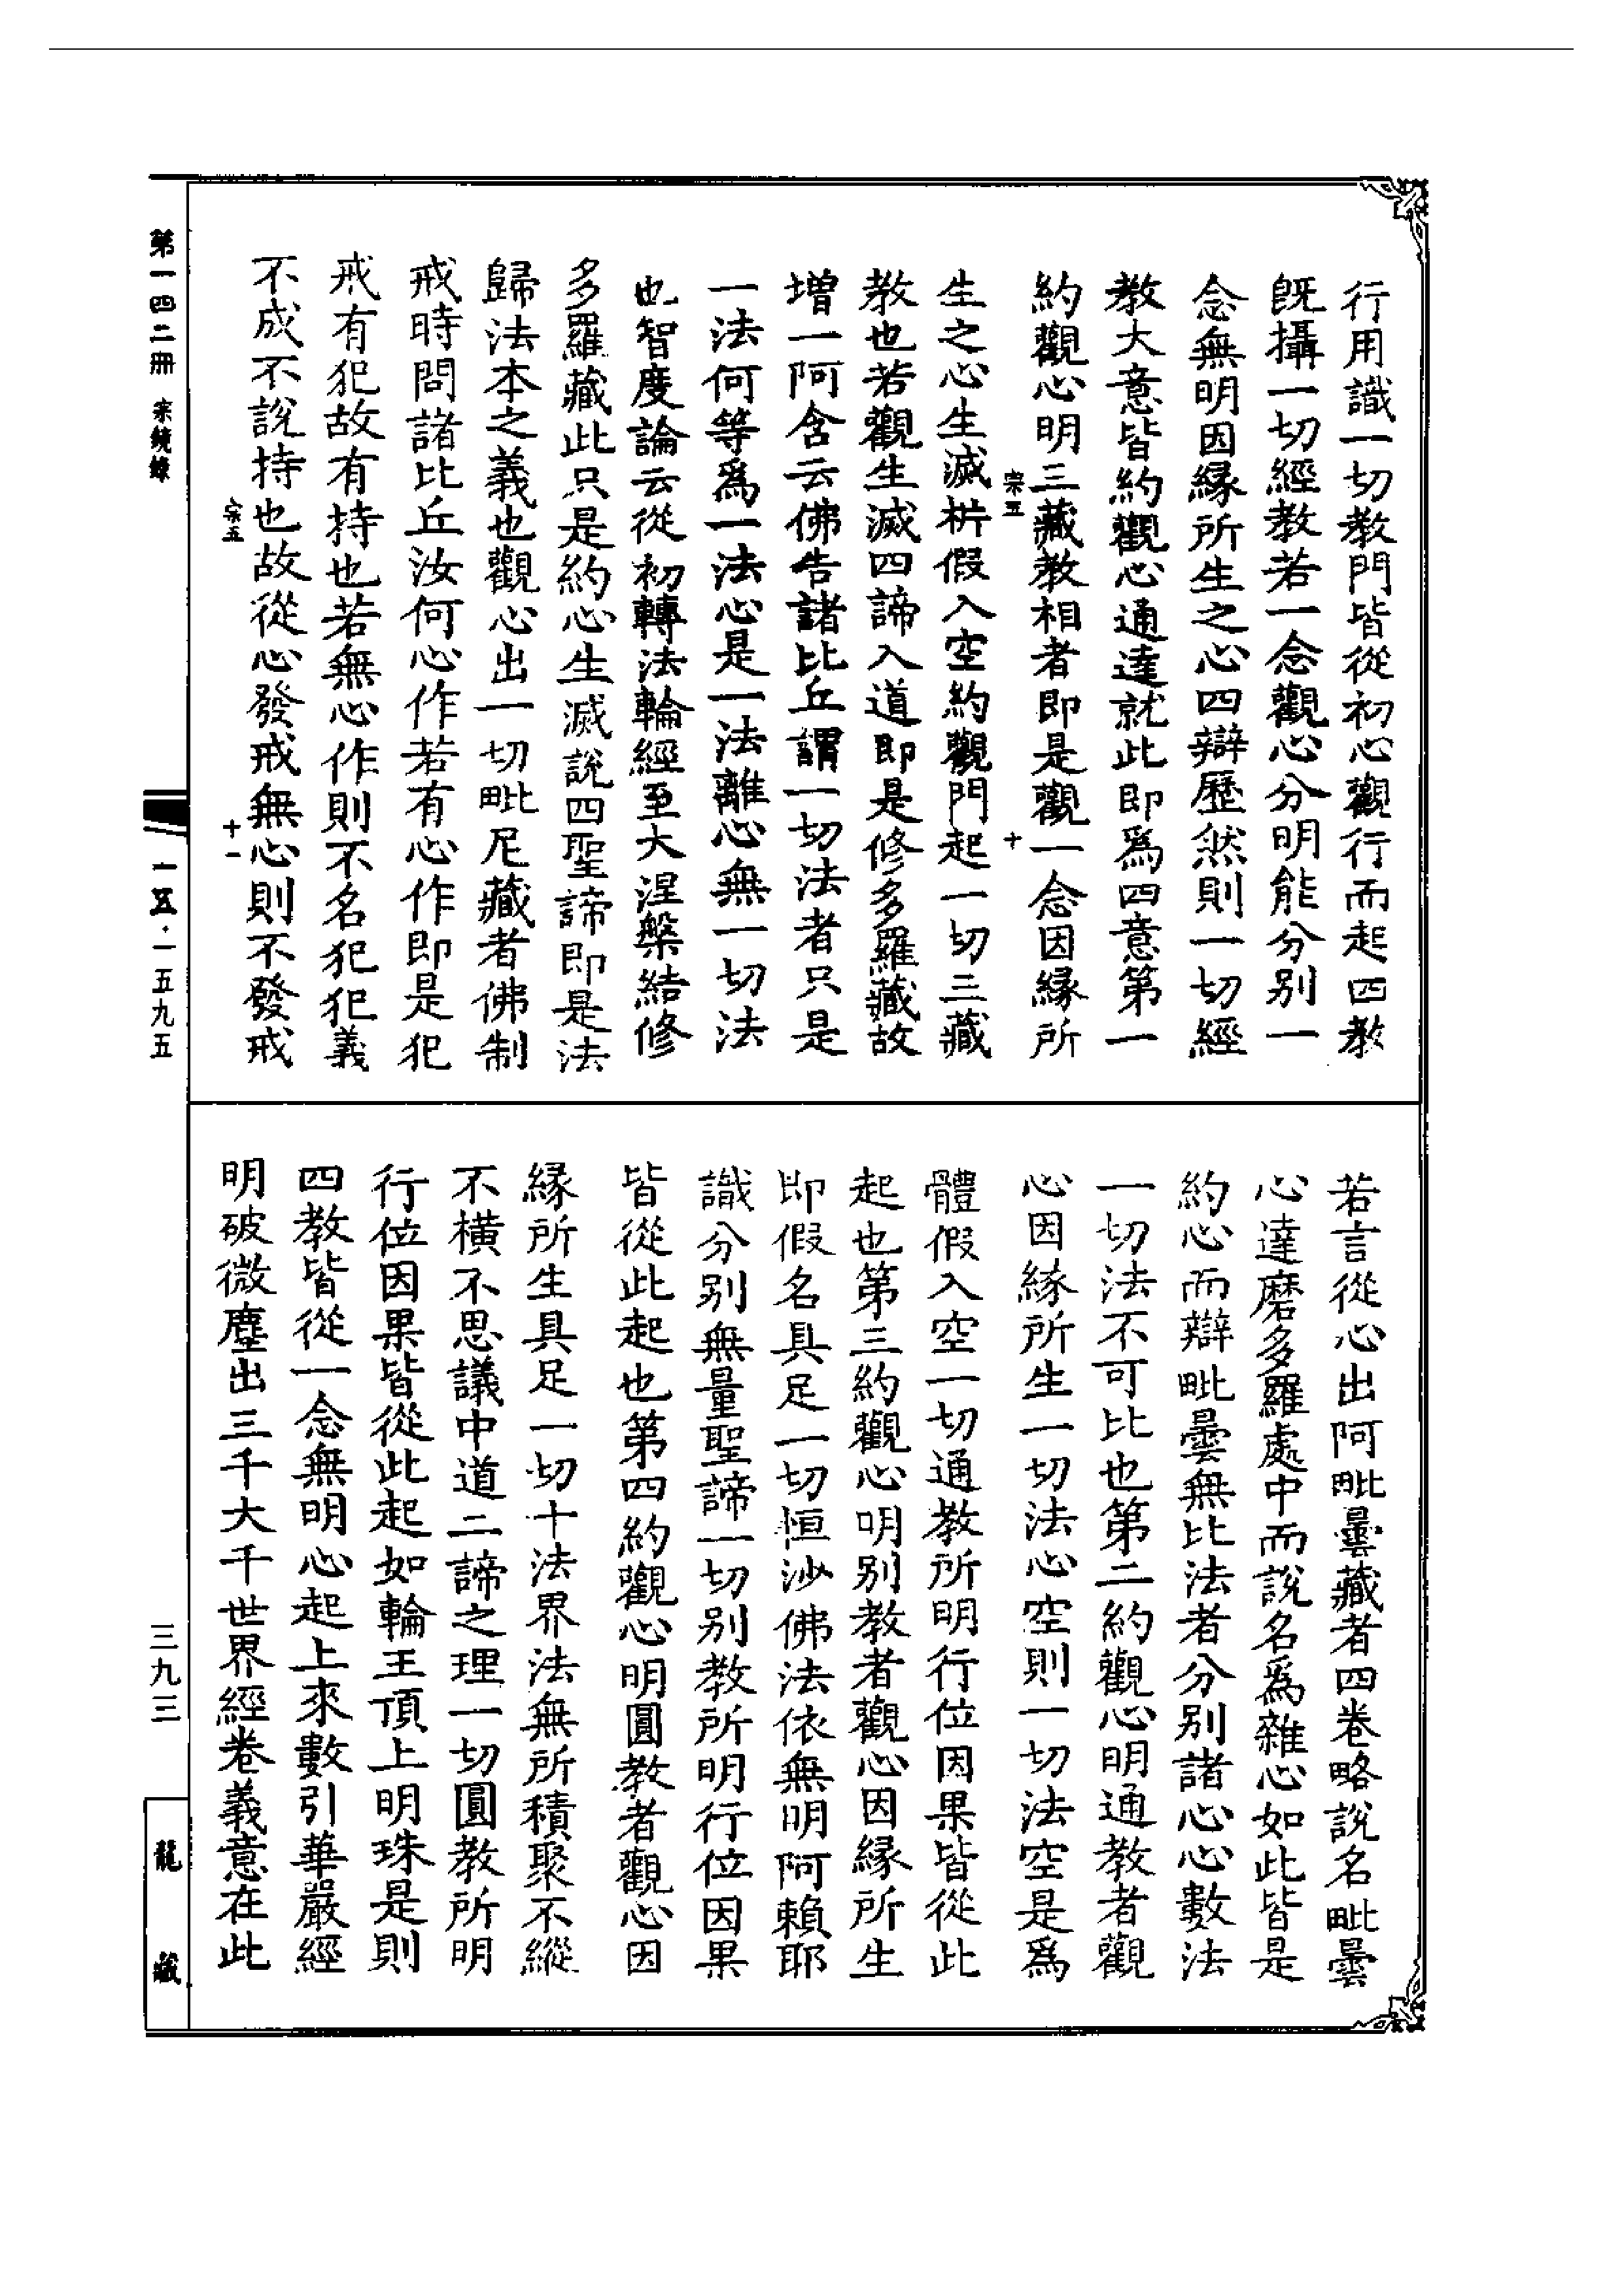 行用識一切教門皆從初心觀行而起四教
既攝一切經教若一念觀心分明能分别一
念無明因縁所生之心四辯歷然則一切經
教大意皆約觀心通達就此即爲四意第一
約觀心明三藏教相者即是觀一念因縁所
宗五
十
生之心生滅析假入空約觀門起一切三藏
教也若觀生滅四諦入道即是修多羅藏故
增一阿含云佛告諸比丘謂一切法者只是
一法何等爲一法心是一法離心無一切法
也智度論云從初轉法輪經至大涅槃結修
多羅藏此只是約心生滅說四聖諦即是法
歸法本之義也觀心出一切毗尼藏者佛制
戒時問諸比丘汝何心作若有心作即是犯
戒有犯故有持也若無心作則不名犯犯義
不成不說持也故從心發戒無心則不發戒
宗五
十一
若言從心出阿毗曇藏者四卷略說名毗曇
心達磨多羅處中而說名爲雜心如此皆是
約心而辯毗曇無比法者分别諸心心數法
一切法不可比也第二約觀心明通教者觀
心因緣所生一切法心空則一切法空是爲
體假入空一切通教所明行位因果皆從此
起也第三約觀心明别教者觀心因縁所生
即假名具足一切恒沙佛法依無明阿賴耶
識分别無量聖諦一切别教所明行位因果
皆從此起也第四約觀心明圓教者觀心因
縁所生具足一切十法界法無所積聚不縱
不橫不思議中道二諦之理一切圓教所明
行位因果皆從此起如輪王頂上明珠是則
四教皆從一念無明心起上來數引華嚴經
明破微塵出三千大千世界經卷義意在此
第一四二冊 宗鏡錄
一五·一五九五
三九三
龍藏